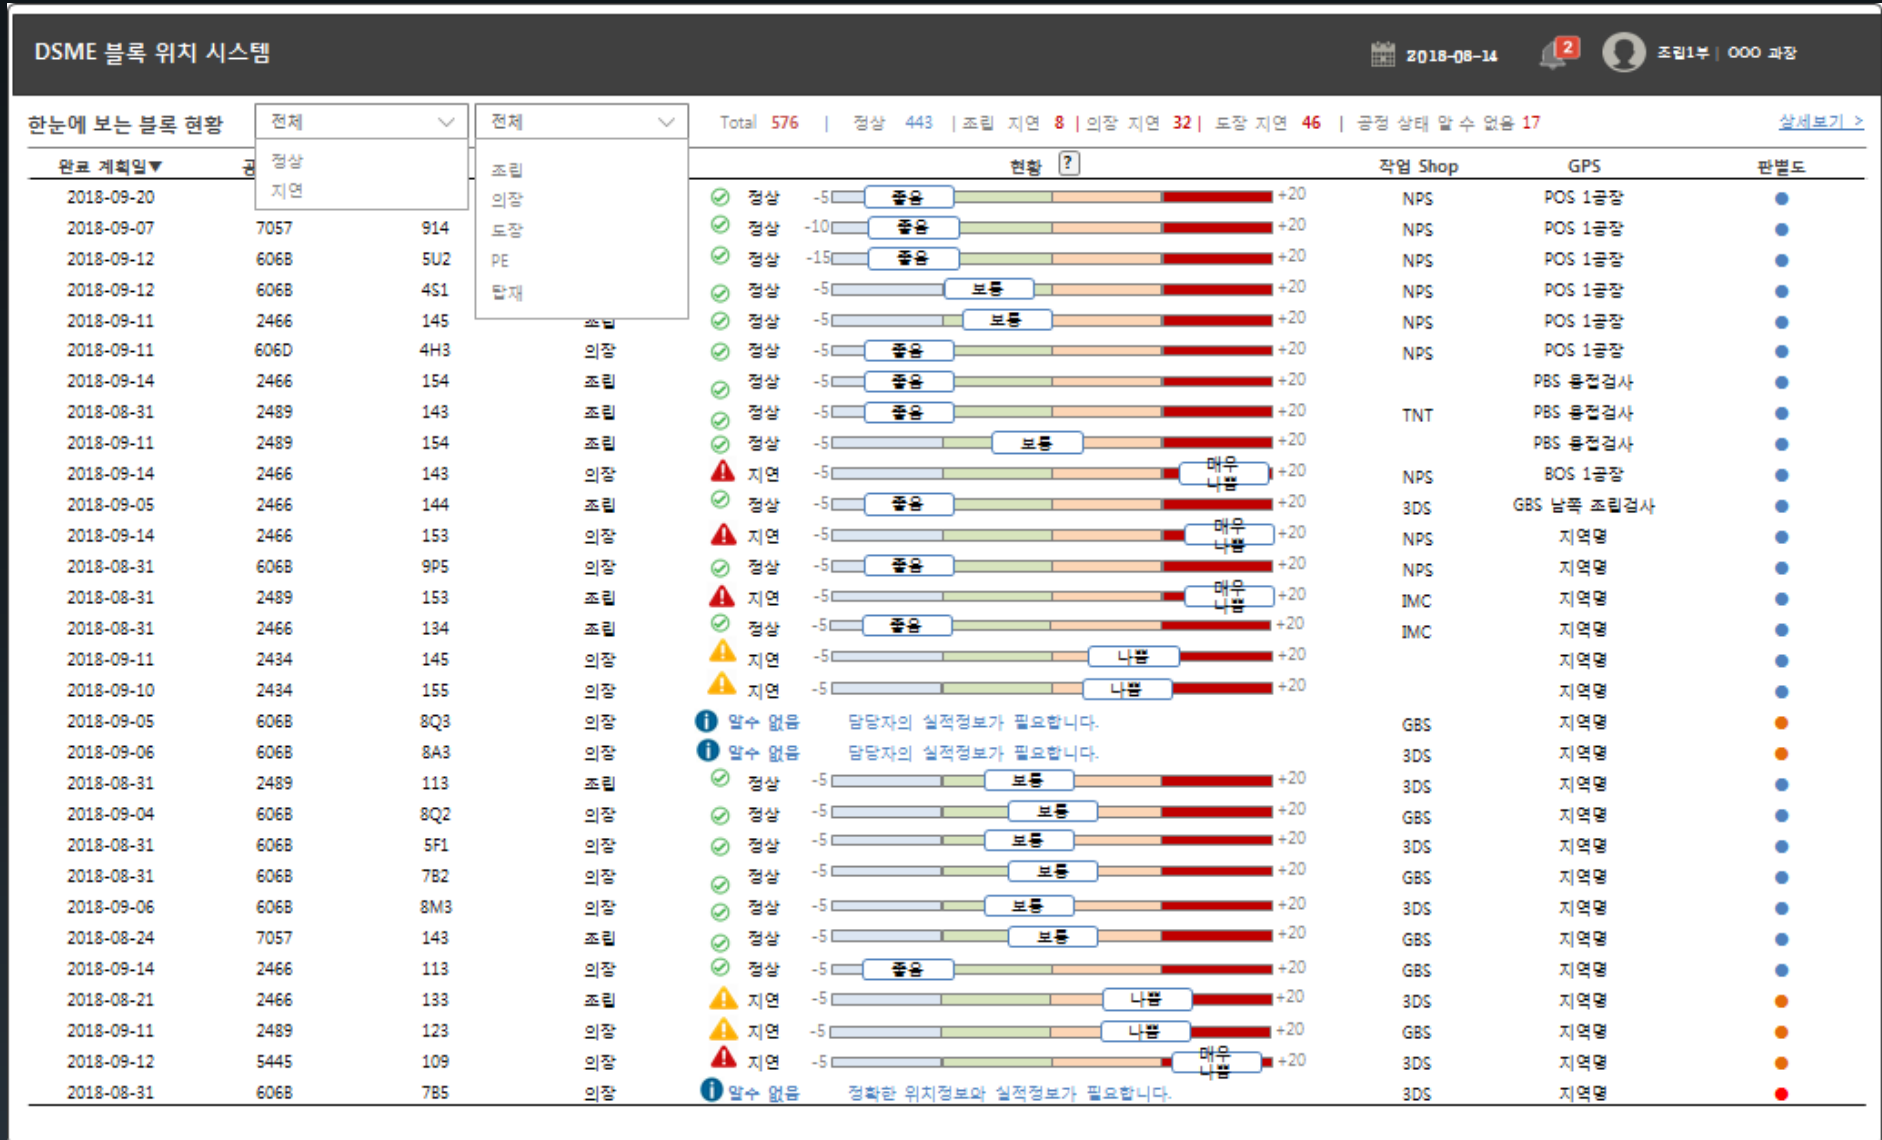 DSME 블록 위치 시스템 2018-08-14 2 조립1부 | OOO 과장
한눈에 보는 블록 현황 전체 전체 Total 576 | 정상 443 | 조립 지연 8 | 의장 지연 32 | 도장 지연 46 | 공정 상태 알 수 없음 17 상세보기 >
정상
지연
조립
의장
도장
PE
탑재
완료 계획일▼ 현황 ? 작업 Shop GPS 판별도
2018-09-20 정상 -5 좋음 +20 NPS POS 1공장
2018-09-07 7057 914 정상 -10 좋음 +20 NPS POS 1공장
2018-09-12 606B 5U2 정상 -15 좋음 +20 NPS POS 1공장
2018-09-12 606B 4S1 정상 -5 보통 +20 NPS POS 1공장
2018-09-11 2466 145 조립 정상 -5 보통 +20 NPS POS 1공장
2018-09-11 606D 4H3 의장 정상 -5 좋음 +20 NPS POS 1공장
2018-09-14 2466 154 조립 정상 -5 좋음 +20 PBS 용접검사
2018-08-31 2489 143 조립 정상 -5 좋음 +20 TNT PBS 용접검사
2018-09-11 2489 154 조립 정상 -5 보통 +20 PBS 용접검사
2018-09-14 2466 143 의장 지연 -5 매우 나쁨 +20 NPS BOS 1공장
2018-09-05 2466 144 조립 정상 -5 좋음 +20 3DS GBS 남쪽 조립검사
2018-09-14 2466 153 의장 지연 -5 매우 나쁨 +20 NPS 지역명
2018-08-31 606B 9P5 의장 정상 -5 좋음 +20 NPS 지역명
2018-08-31 2489 153 조립 지연 -5 매우 나쁨 +20 IMC 지역명
2018-08-31 2466 134 조립 정상 -5 좋음 +20 IMC 지역명
2018-09-11 2434 145 의장 지연 -5 나쁨 +20 지역명
2018-09-10 2434 155 의장 지연 -5 나쁨 +20 지역명
2018-09-05 606B 8Q3 의장 알수 없음 담당자의 실적정보가 필요합니다. GBS 지역명
2018-09-06 606B 8A3 의장 알수 없음 담당자의 실적정보가 필요합니다. 3DS 지역명
2018-08-31 2489 113 조립 정상 -5 보통 +20 3DS 지역명
2018-09-04 606B 8Q2 의장 정상 -5 보통 +20 GBS 지역명
2018-08-31 606B 5F1 의장 정상 -5 보통 +20 3DS 지역명
2018-08-31 606B 7B2 의장 정상 -5 보통 +20 GBS 지역명
2018-09-06 606B 8M3 의장 정상 -5 보통 +20 3DS 지역명
2018-08-24 7057 143 조립 정상 -5 보통 +20 GBS 지역명
2018-09-14 2466 113 의장 정상 -5 좋음 +20 GBS 지역명
2018-08-21 2466 133 조립 지연 -5 나쁨 +20 3DS 지역명
2018-09-11 2489 123 의장 지연 -5 나쁨 +20 GBS 지역명
2018-09-12 5445 109 의장 지연 -5 매우 나쁨 +20 3DS 지역명
2018-08-31 606B 7B5 의장 알수 없음 정확한 위치정보와 실적정보가 필요합니다. 3DS 지역명